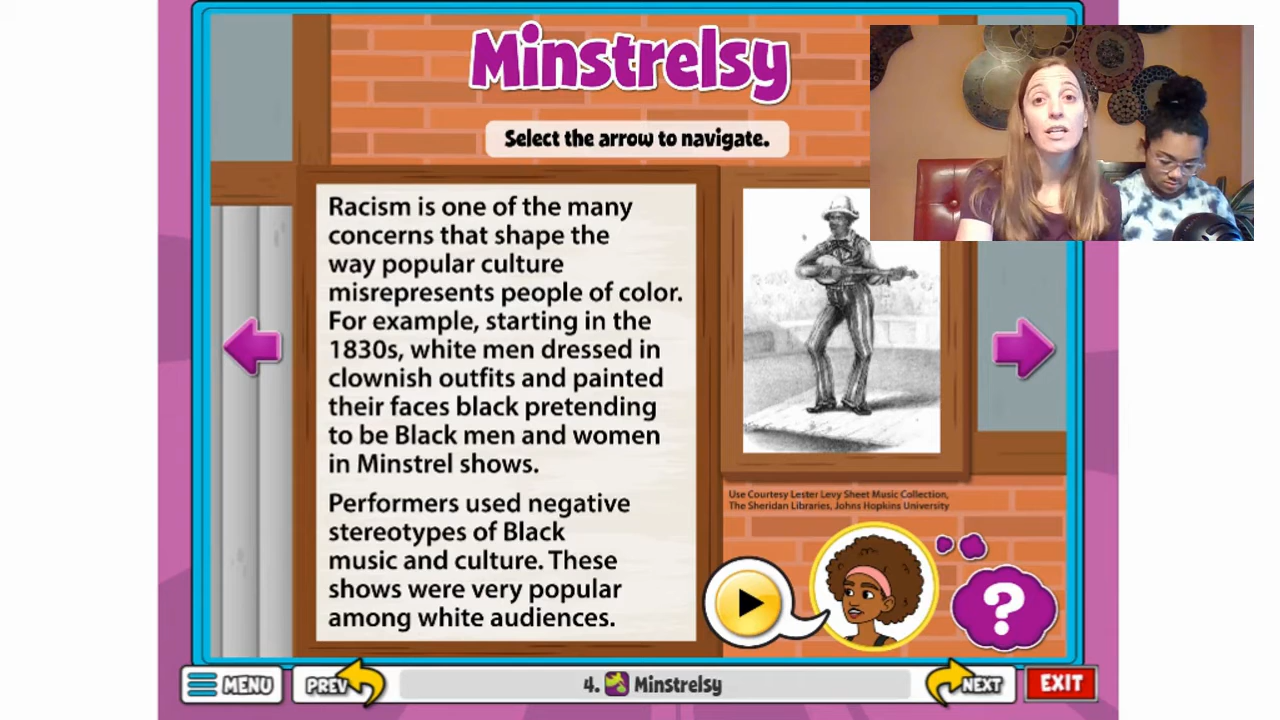 Minstrelsy
Select the arrow to navigate.
Racism is one of the many
concerns that shape the
way popular culture
misrepresents people of color.
For example, starting in the
1830s, white men dressed in
clownish outfits and painted
their faces black pretending
to be Black men and women
in Minstrel shows.
Performers used negative
stereotypes of Black
music and culture. These
shows were very popular
among white audiences.
Use Courtesy Lester Levy Sheet Music Collection,
The Sheridan Libraries, Johns Hopkins University
?
MENU
PREV
4. Minstrelsy
NEXT
EXIT